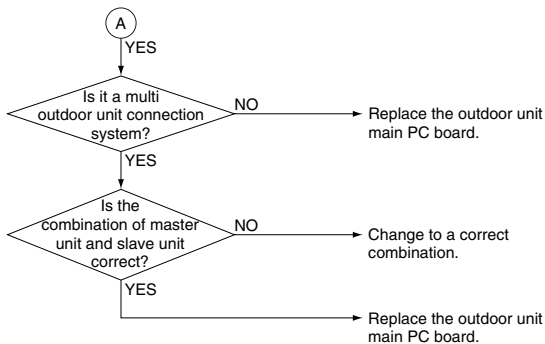 A
YES
Is it a multi
outdoor unit connection
system?
NO
Replace the outdoor unit
main PC board.
YES
Is the
combination of master
unit and slave unit
correct?
NO
Change to a correct
combination.
YES
Replace the outdoor unit
main PC board.